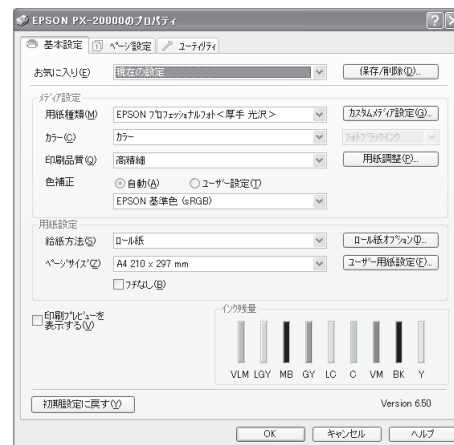 EPSON PX-20000のプロパティ
基本設定 ページ設定 ユーティリティ
お気に入り(E) 現在の設定 保存/削除(D)...
メディア設定
用紙種類(M) EPSON プロフェッショナルフォト<厚手 光沢> カスタムメディア設定(G)...
カラー(C) カラー フォトブラックインク
印刷品質(Q) 高精細 用紙調整(P)...
色補正 自動(A) ユーザー設定(T)
EPSON 基準色 (sRGB)
用紙設定
給紙方法(S) ロール紙 ロール紙オプション(I)...
ページサイズ(Z) A4 210 x 297 mm ユーザー用紙設定(F)...
フチなし(B)
印刷プレビューを
表示する(V)
インク残量
VLM LGY MB GY LC C VM BK Y
初期設定に戻す(Y) Version 6.50
OK キャンセル ヘルプ